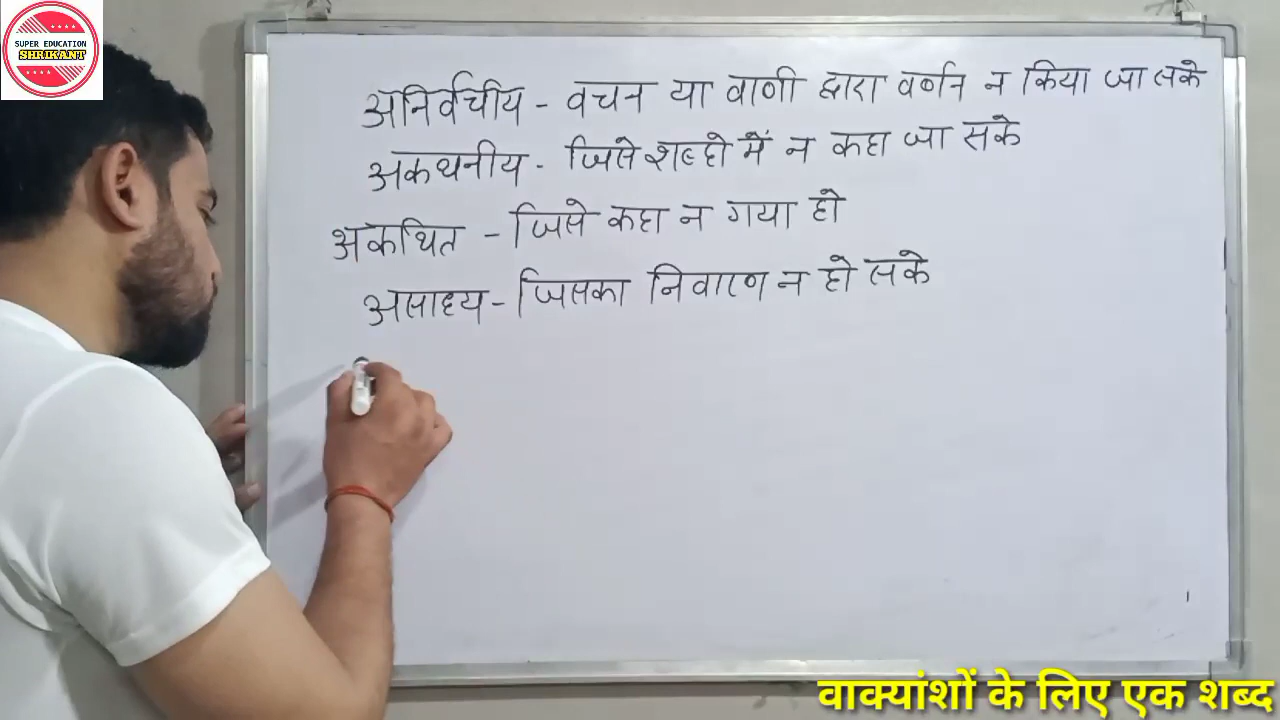 SUPER EDUCATION
SHRIKANT
अनिर्वचीय - वचन या वाणी द्वारा वर्णन न किया जा सके
अकथनीय - जिसे शब्दो में न कहा जा सके
अकथित - जिसे कहा न गया हो
असाध्य - जिसका निवारण न हो सके
वाक्यांशों के लिए एक शब्द